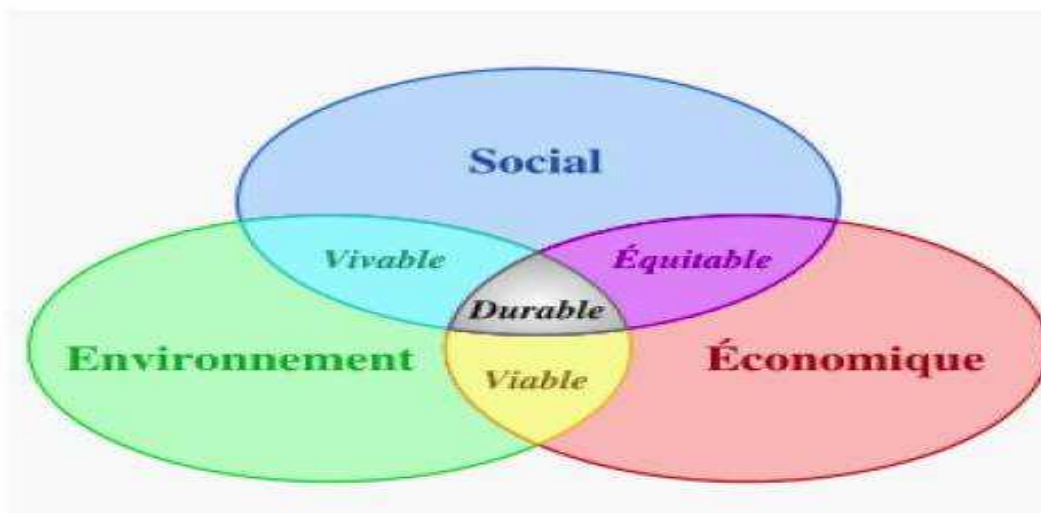 Social
Vivable
Équitable
Durable
Environnement
Économique
Viable